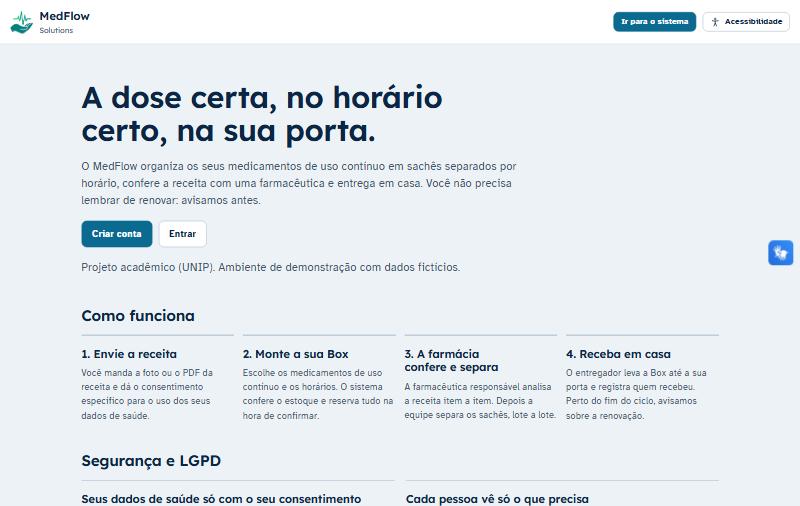 MedFlow
Solutions
Ir para o sistema
Acessibilidade
A dose certa, no horário
certo, na sua porta.
O MedFlow organiza os seus medicamentos de uso contínuo em sachês separados por
horário, confere a receita com uma farmacêutica e entrega em casa. Você não precisa
lembrar de renovar: avisamos antes.
Criar conta
Entrar
Projeto acadêmico (UNIP). Ambiente de demonstração com dados fictícios.
Como funciona
1. Envie a receita
Você manda a foto ou o PDF da
receita e dá o consentimento
específico para o uso dos seus
dados de saúde.
2. Monte a sua Box
Escolhe os medicamentos de uso
contínuo e os horários. O sistema
confere o estoque e reserva tudo na
hora de confirmar.
3. A farmácia
confere e separa
A farmacêutica responsável analisa
a receita item a item. Depois a
equipe separa os sachês, lote a lote.
4. Receba em casa
O entregador leva a Box até a sua
porta e registra quem recebeu.
Perto do fim do ciclo, avisamos
sobre a renovação.
Segurança e LGPD
Seus dados de saúde só com o seu consentimento
Cada pessoa vê só o que precisa